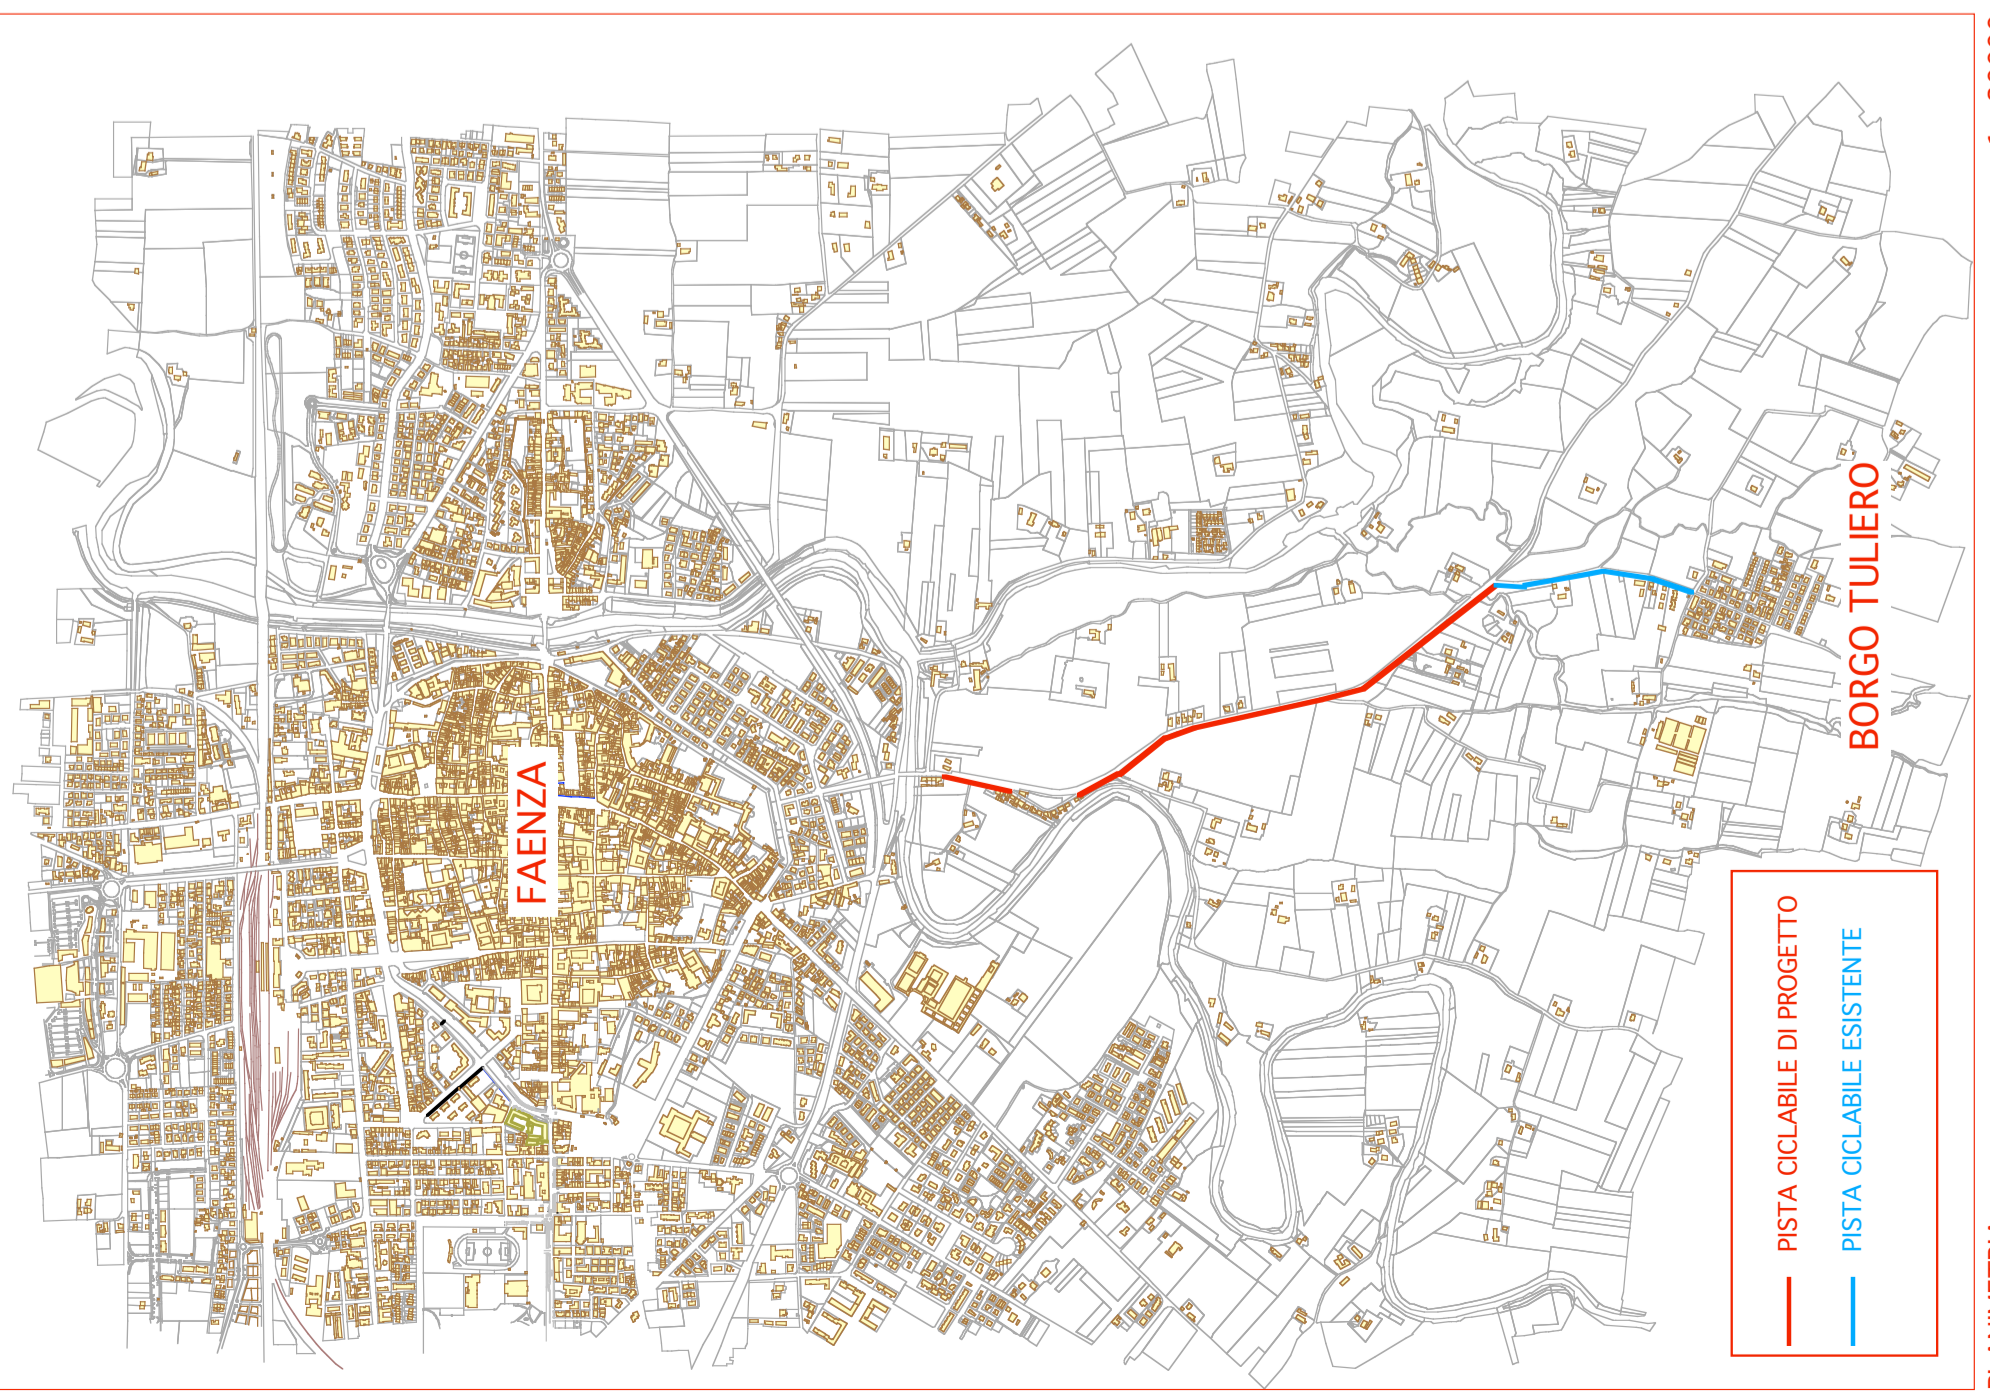 FAENZA
BORGO TULIERO
PISTA CICLABILE DI PROGETTO
PISTA CICLABILE ESISTENTE